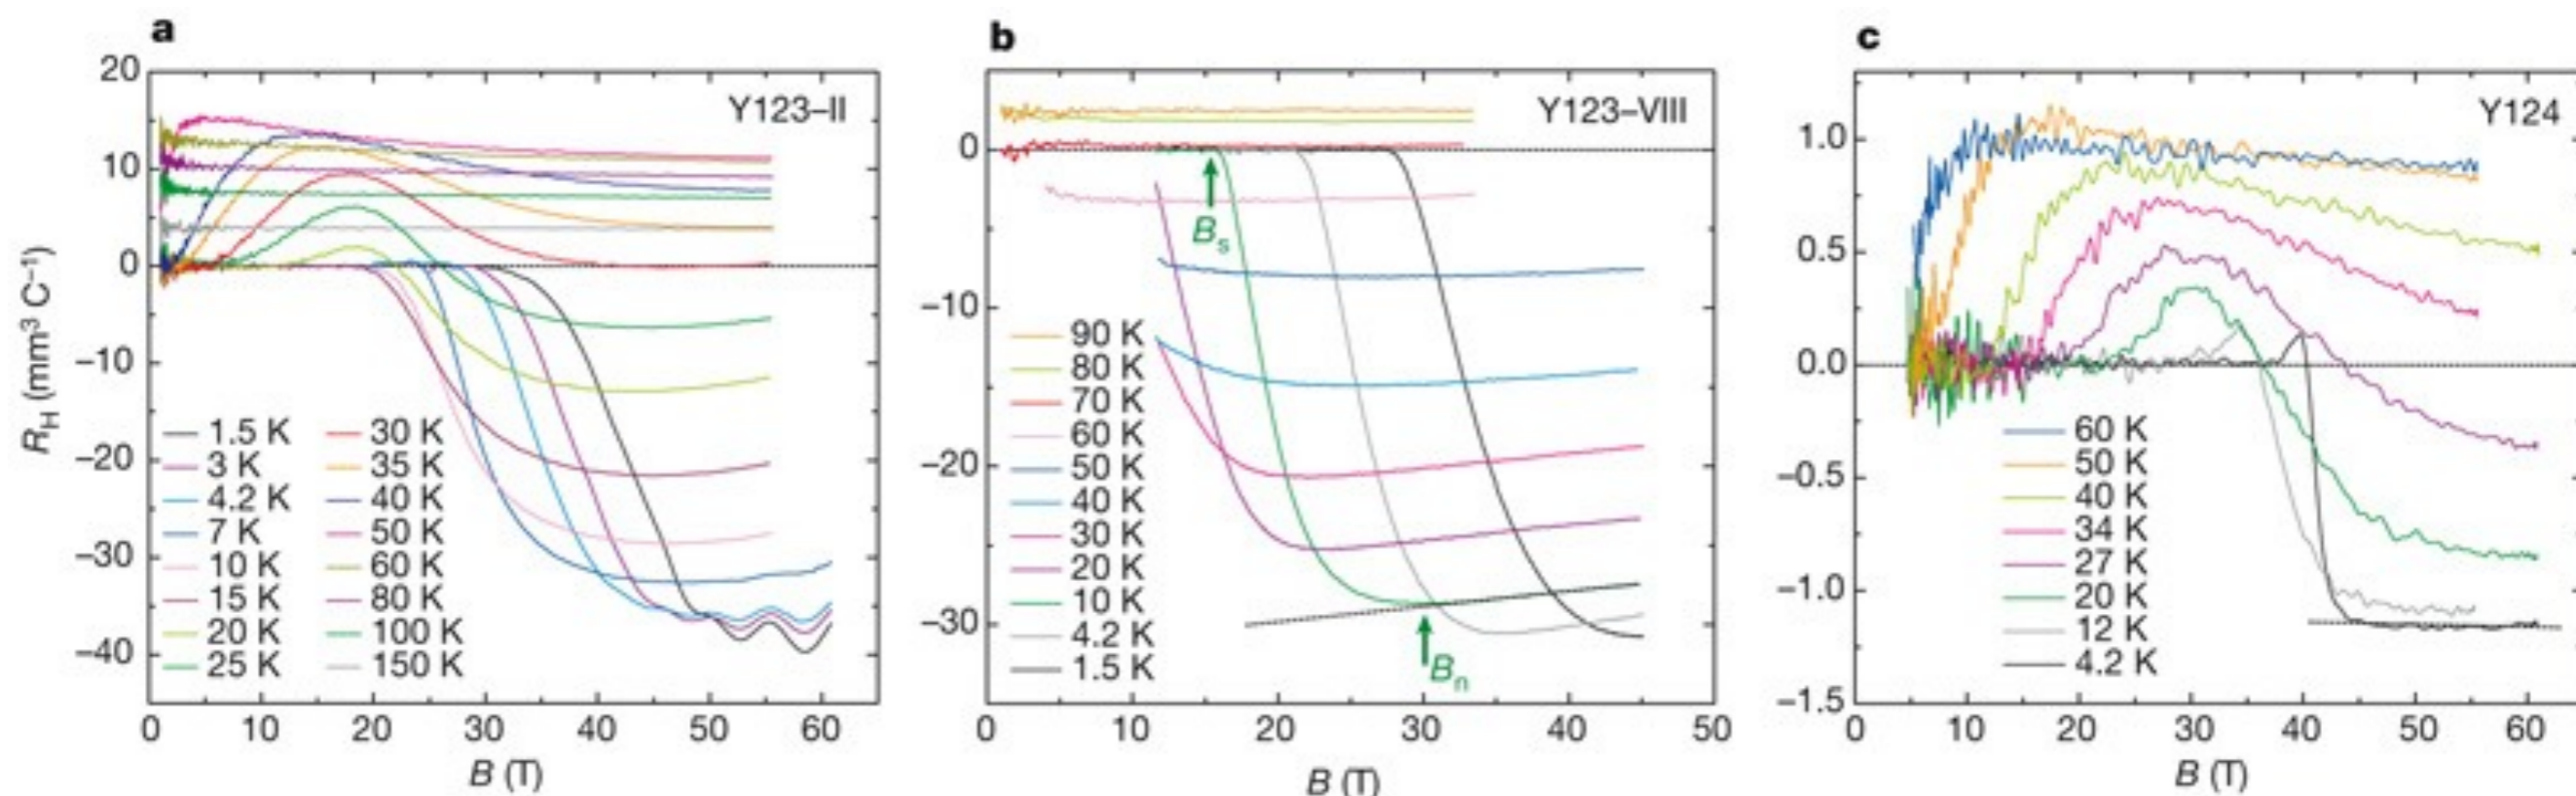 a
Y123–II
20
10
0
–10
–20
–30
–40
R_H (mm³ C⁻¹)
1.5 K
3 K
4.2 K
7 K
10 K
15 K
20 K
25 K
30 K
35 K
40 K
50 K
60 K
80 K
100 K
150 K
0 10 20 30 40 50 60
B (T)
b
Y123–VIII
0
–10
–20
–30
B_s
B_n
90 K
80 K
70 K
60 K
50 K
40 K
30 K
20 K
10 K
4.2 K
1.5 K
0 10 20 30 40 50
B (T)
c
Y124
1.0
0.5
0.0
–0.5
–1.0
–1.5
60 K
50 K
40 K
34 K
27 K
20 K
12 K
4.2 K
0 10 20 30 40 50 60
B (T)